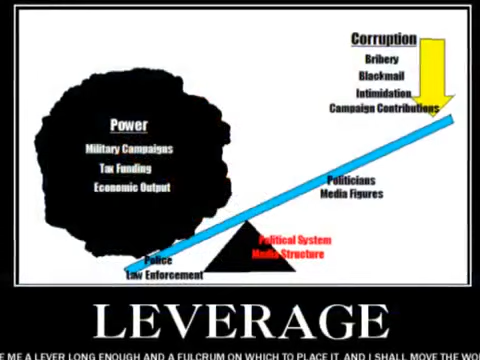 Corruption
Bribery
Blackmail
Intimidation
Campaign Contributions
Power
Military Campaigns
Tax Funding
Economic Output
Politicians
Media Figures
Political System
Media Structure
Police
Law Enforcement
LEVERAGE
ME A LEVER LONG ENOUGH AND A FULCRUM ON WHICH TO PLACE IT, AND I SHALL MOVE THE